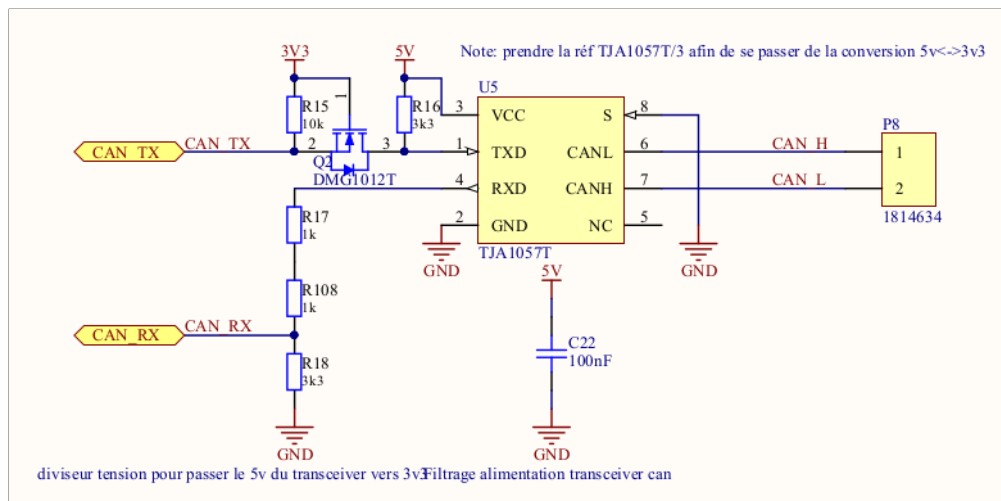 3V3
5V
Note: prendre la réf TJA1057T/3 afin de se passer de la conversion 5v<->3v3
U5
R15
10k
1
R16
3k3
3
VCC
S
8
P8
CAN_TX
CAN_TX
2
Q2
3
1
TXD
CANL
6
CAN_H
1
DMG1012T
4
RXD
CANH
7
CAN_L
2
R17
1k
2
GND
NC
5
1814634
GND
TJA1057T
GND
5V
R108
1k
CAN_RX
CAN_RX
C22
100nF
R18
3k3
GND
GND
diviseur tension pour passer le 5v du transceiver vers 3v3
Filtrage alimentation transceiver can